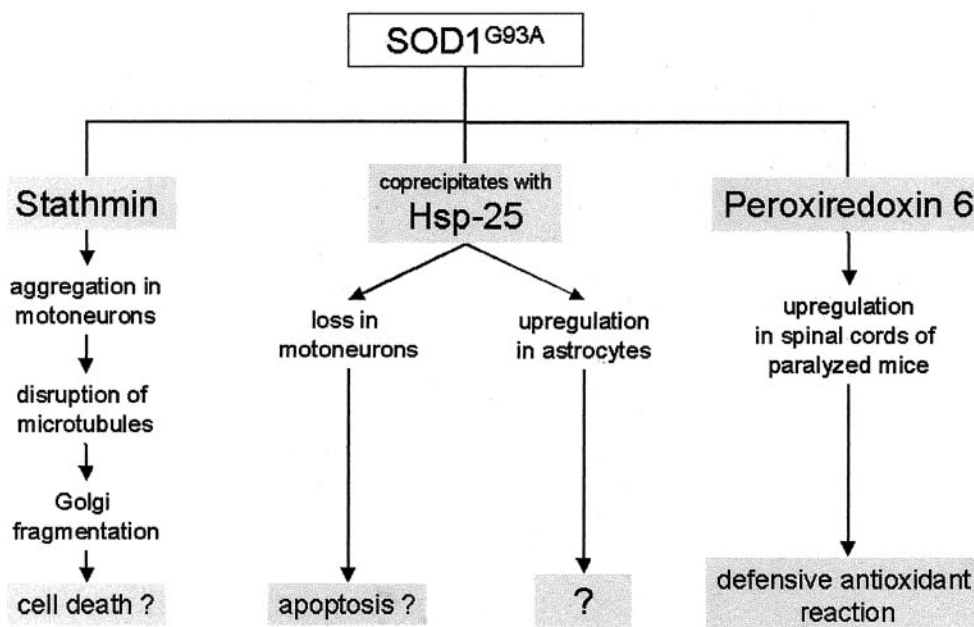 SOD1G93A
Stathmin
aggregation in
motoneurons
disruption of
microtubules
Golgi
fragmentation
cell death ?
coprecipitates with
Hsp-25
loss in
motoneurons
apoptosis ?
upregulation
in astrocytes
?
Peroxiredoxin 6
upregulation
in spinal cords of
paralyzed mice
defensive antioxidant
reaction